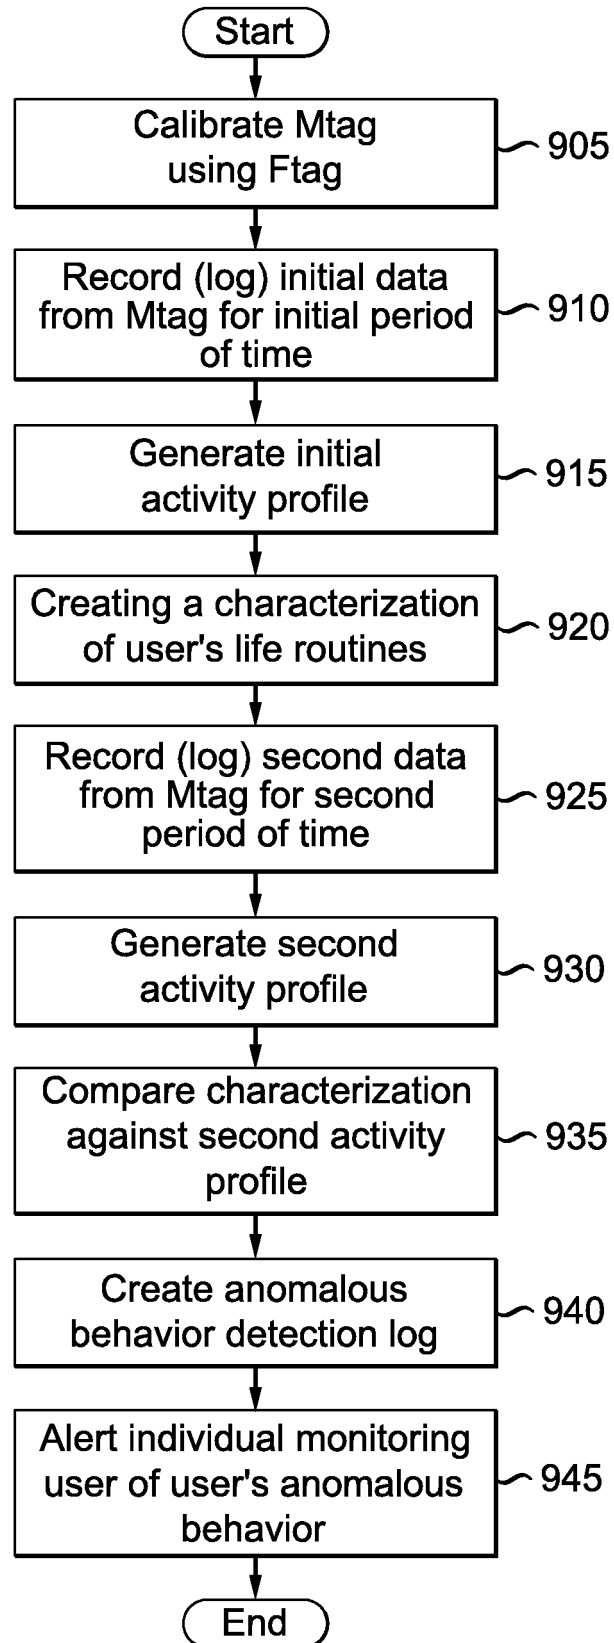 Start
Calibrate Mtag
using Ftag
905
Record (log) initial data
from Mtag for initial period
of time
910
Generate initial
activity profile
915
Creating a characterization
of user's life routines
920
Record (log) second data
from Mtag for second
period of time
925
Generate second
activity profile
930
Compare characterization
against second activity
profile
935
Create anomalous
behavior detection log
940
Alert individual monitoring
user of user's anomalous
behavior
945
End